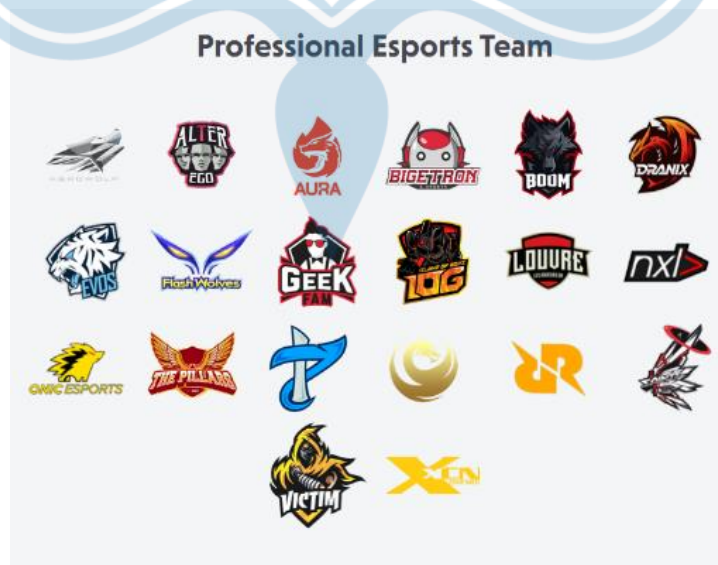 Professional Esports Team
ALTER
EGO
AURA
BIGETRON
BOOM
DRANIX
EVOS
Flash Wolves
GEEK
FAM
10G
LOUVRE
nxl>
ONIC ESPORTS
THE PILLARS
VICTIM